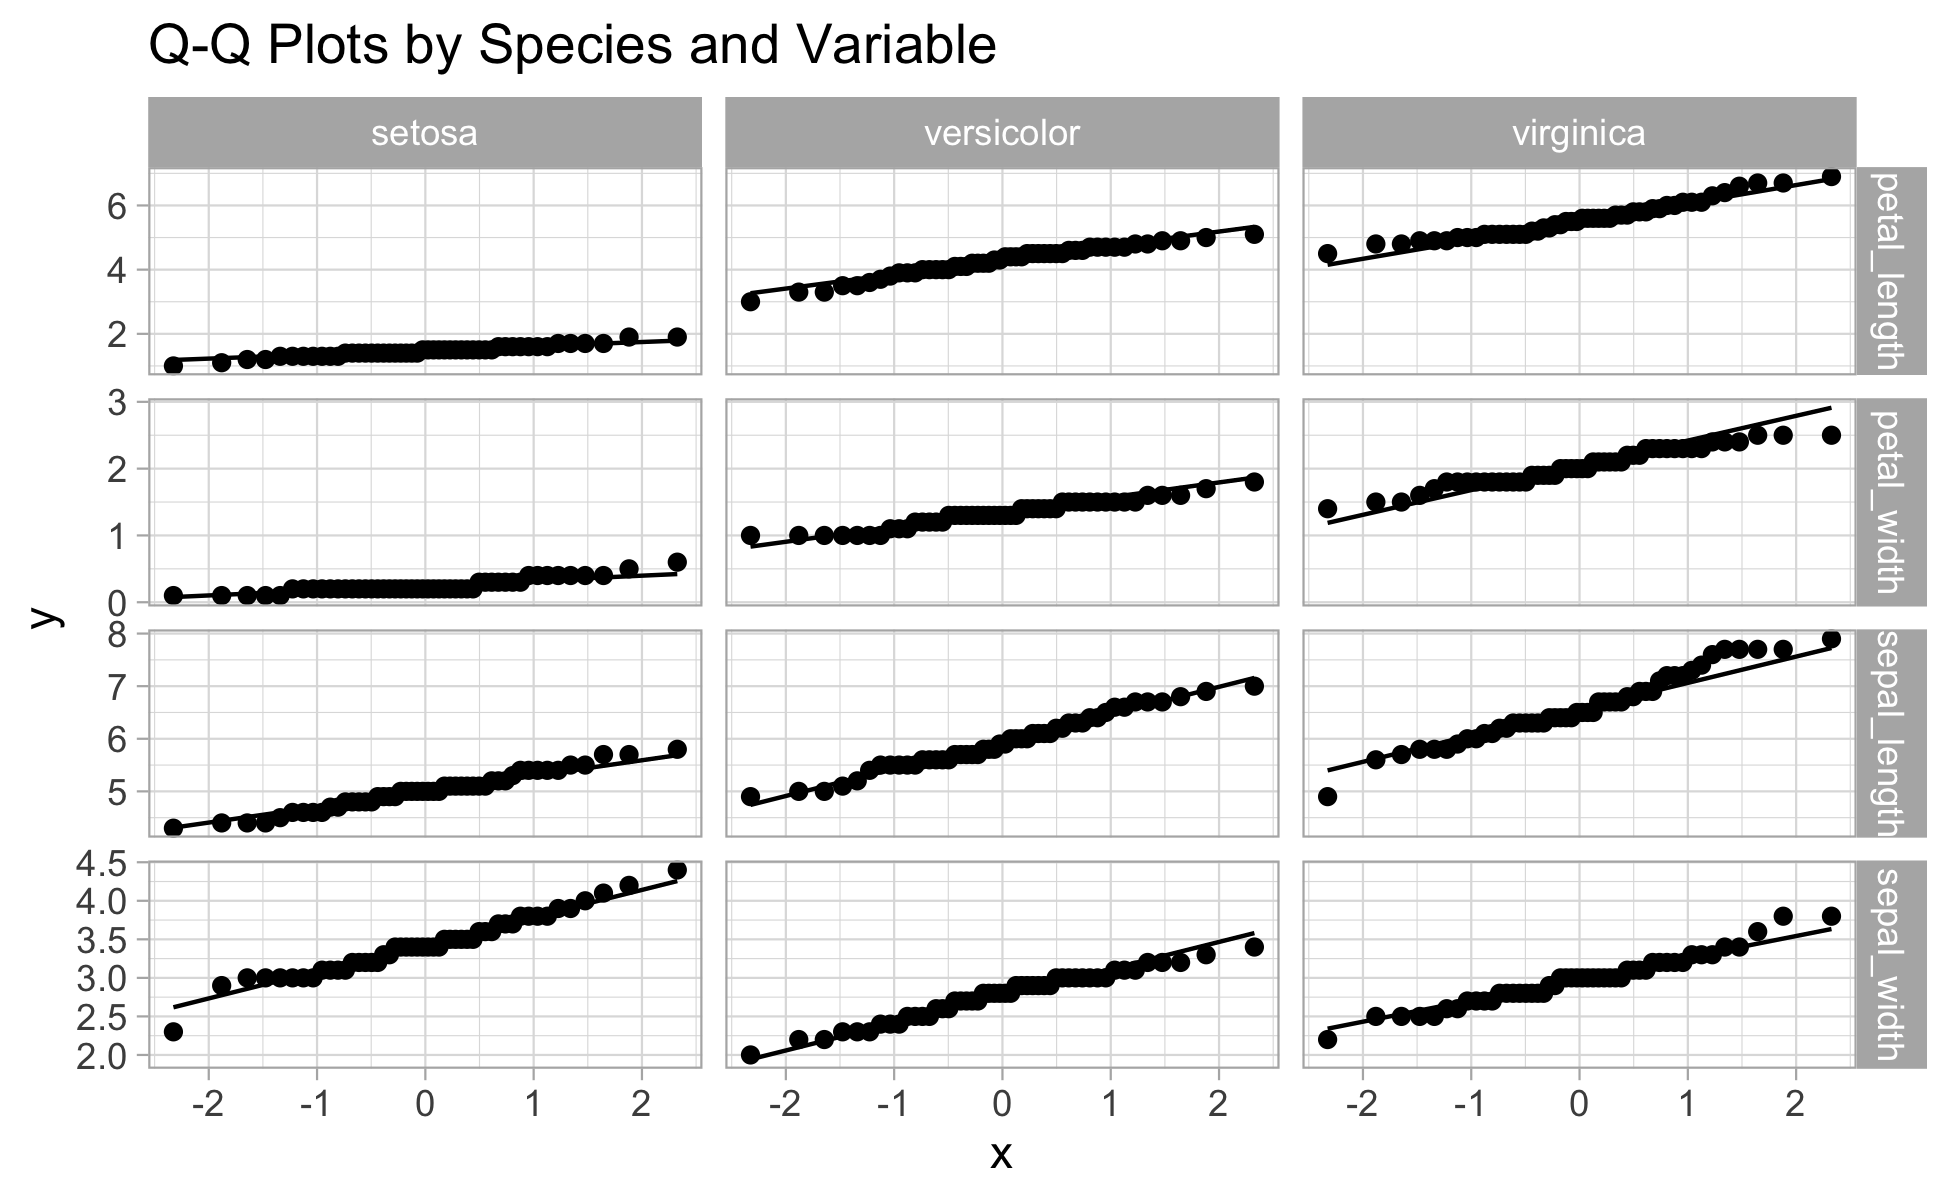 Q-Q Plots by Species and Variable
setosa versicolor virginica
6
4
2
petal_length
3
2
1
0
petal_width
8
7
6
5
sepal_length
4.5
4.0
3.5
3.0
2.5
2.0
sepal_width
y
-2 -1 0 1 2 -2 -1 0 1 2 -2 -1 0 1 2
x